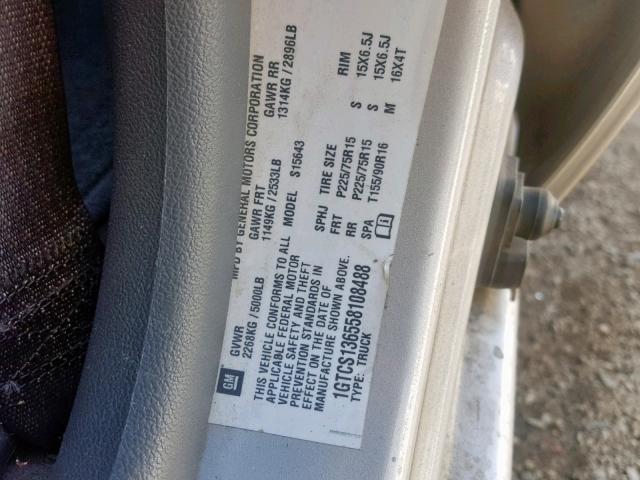 MFD BY GENERAL MOTORS CORPORATION
GVWR GAWR FRT GAWR RR
2268KG/5000LB 1149KG/2533LB 1314KG/2896LB
THIS VEHICLE CONFORMS TO ALL
APPLICABLE FEDERAL MOTOR
VEHICLE SAFETY AND THEFT
PREVENTION STANDARDS IN
EFFECT ON THE DATE OF
MANUFACTURE SHOWN ABOVE.
1GTCS136558108488
TYPE: TRUCK
MODEL S15643
SPHJ TIRE SIZE RIM
FRT P225/75R15 S 15X6.5J
RR P225/75R15 S 15X6.5J
SPA T155/90R16 M 16X4T
GM